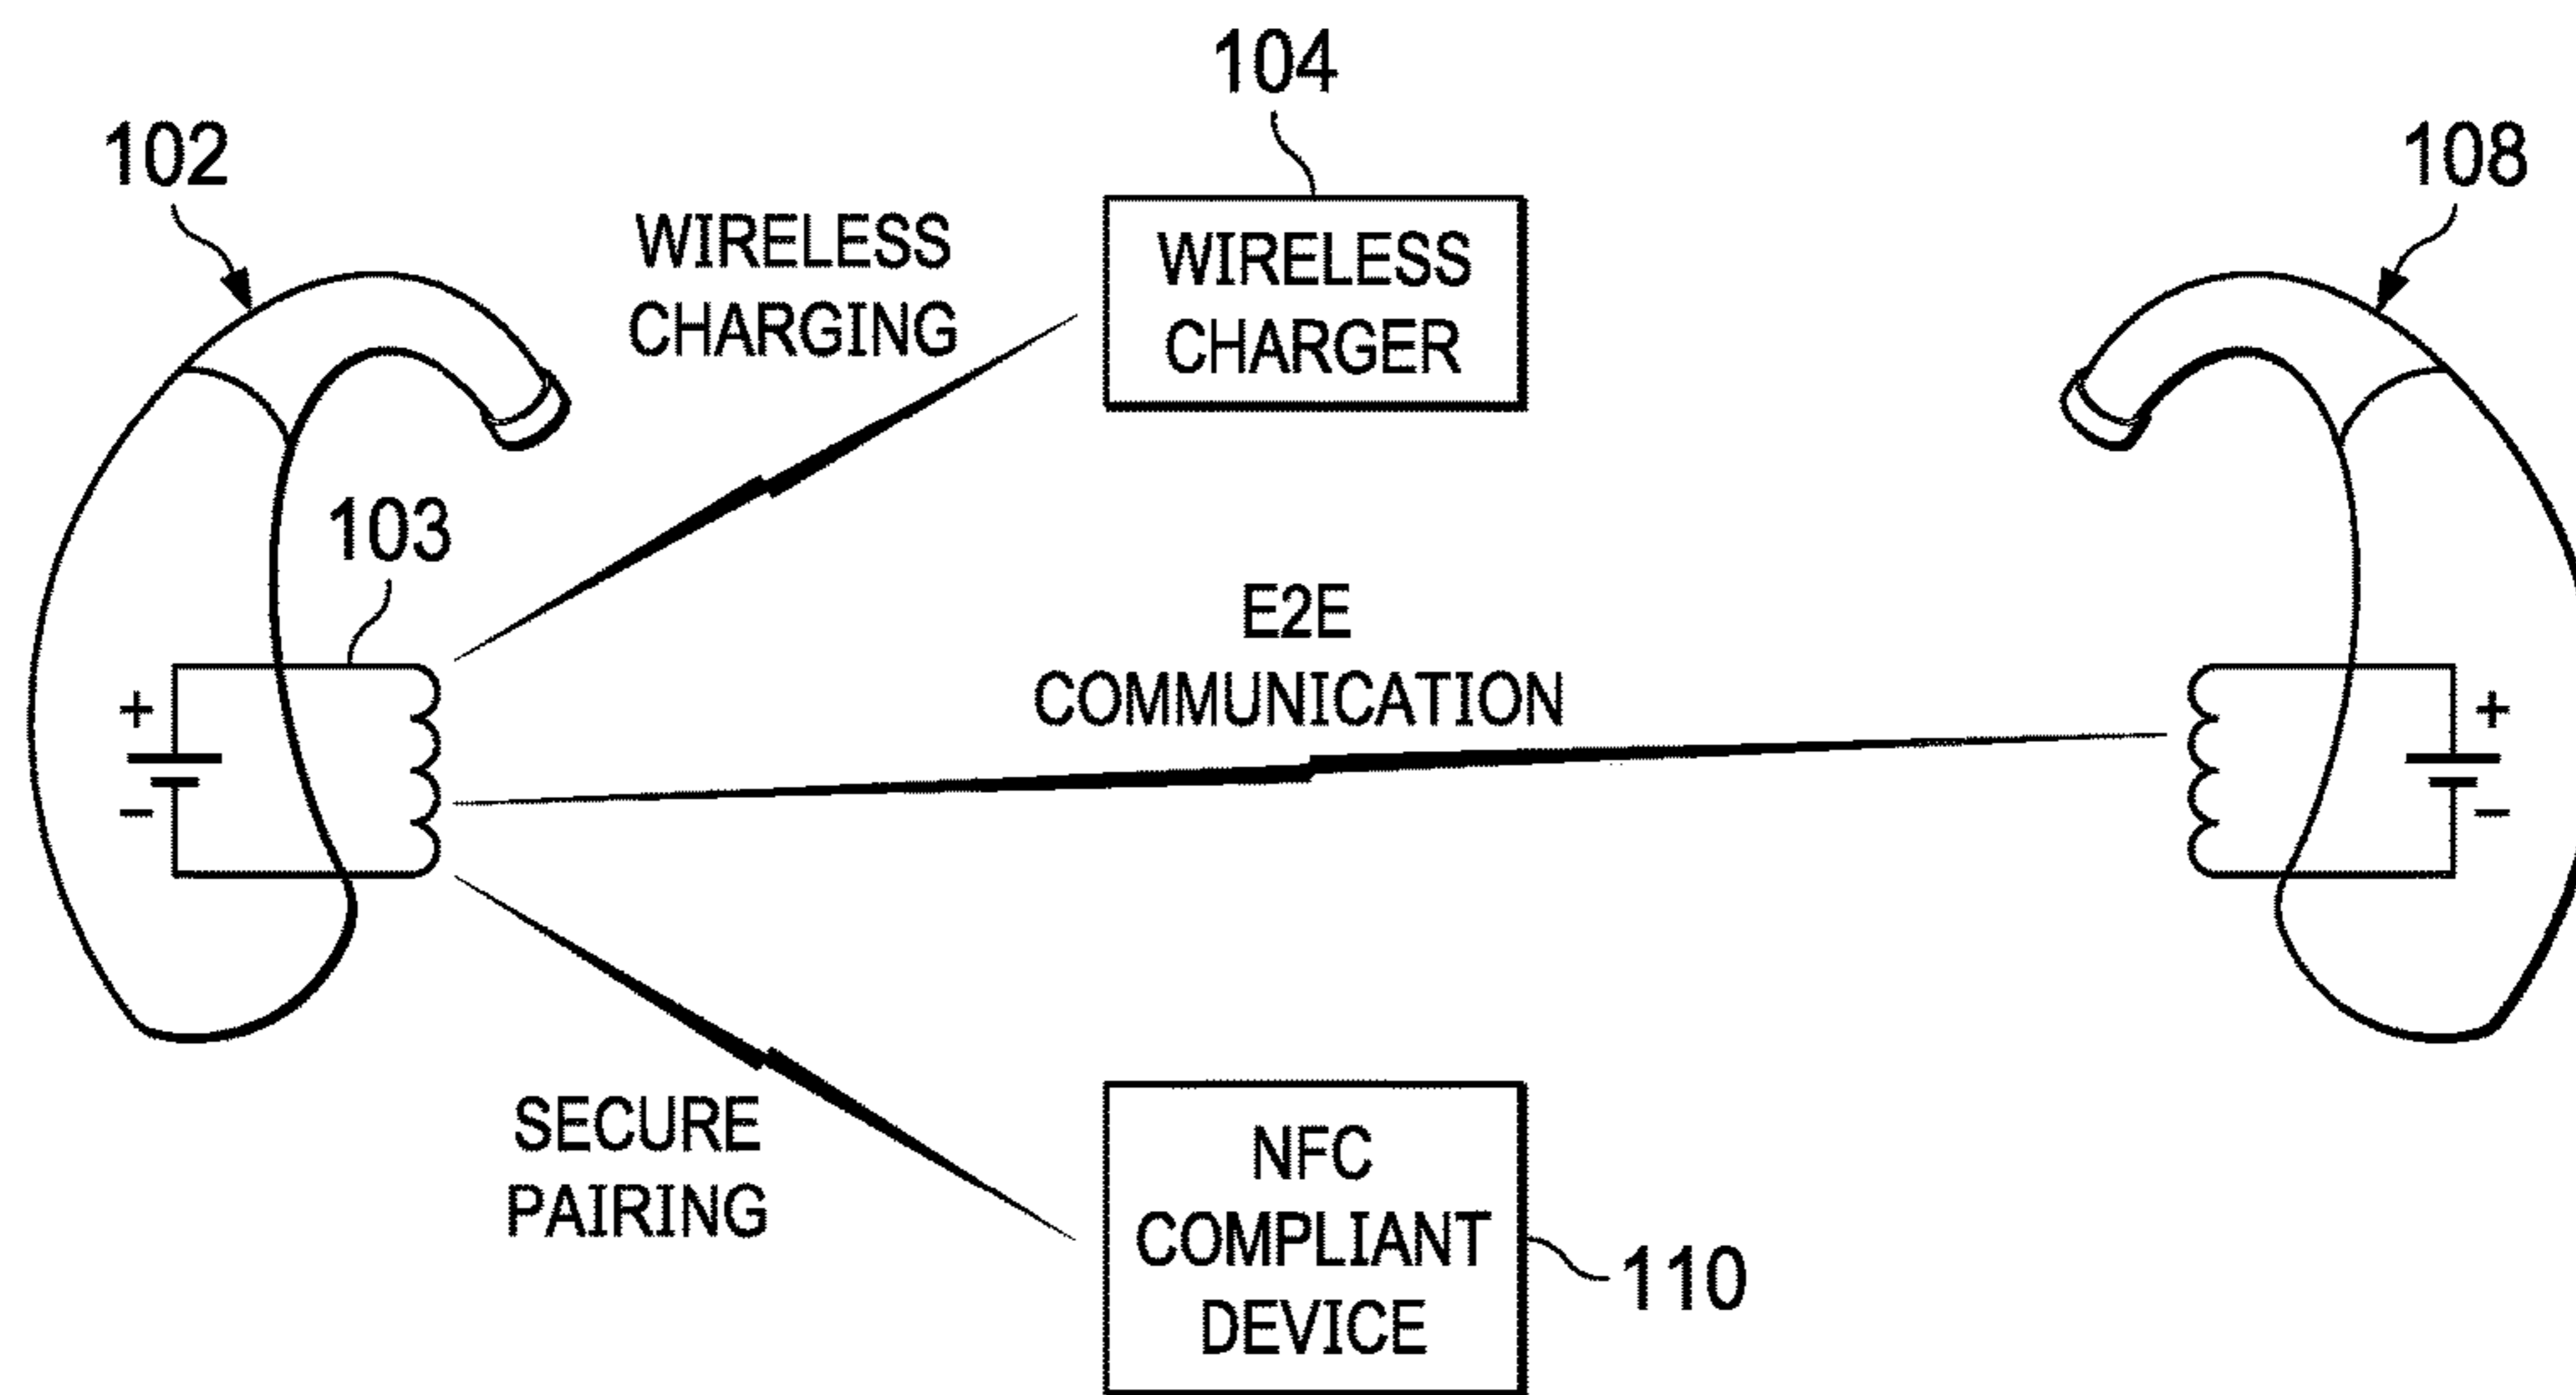 104
102
108
WIRELESS
CHARGING
WIRELESS
CHARGER
103
E2E
COMMUNICATION
+
−
+
−
SECURE
PAIRING
NFC
COMPLIANT
DEVICE
110